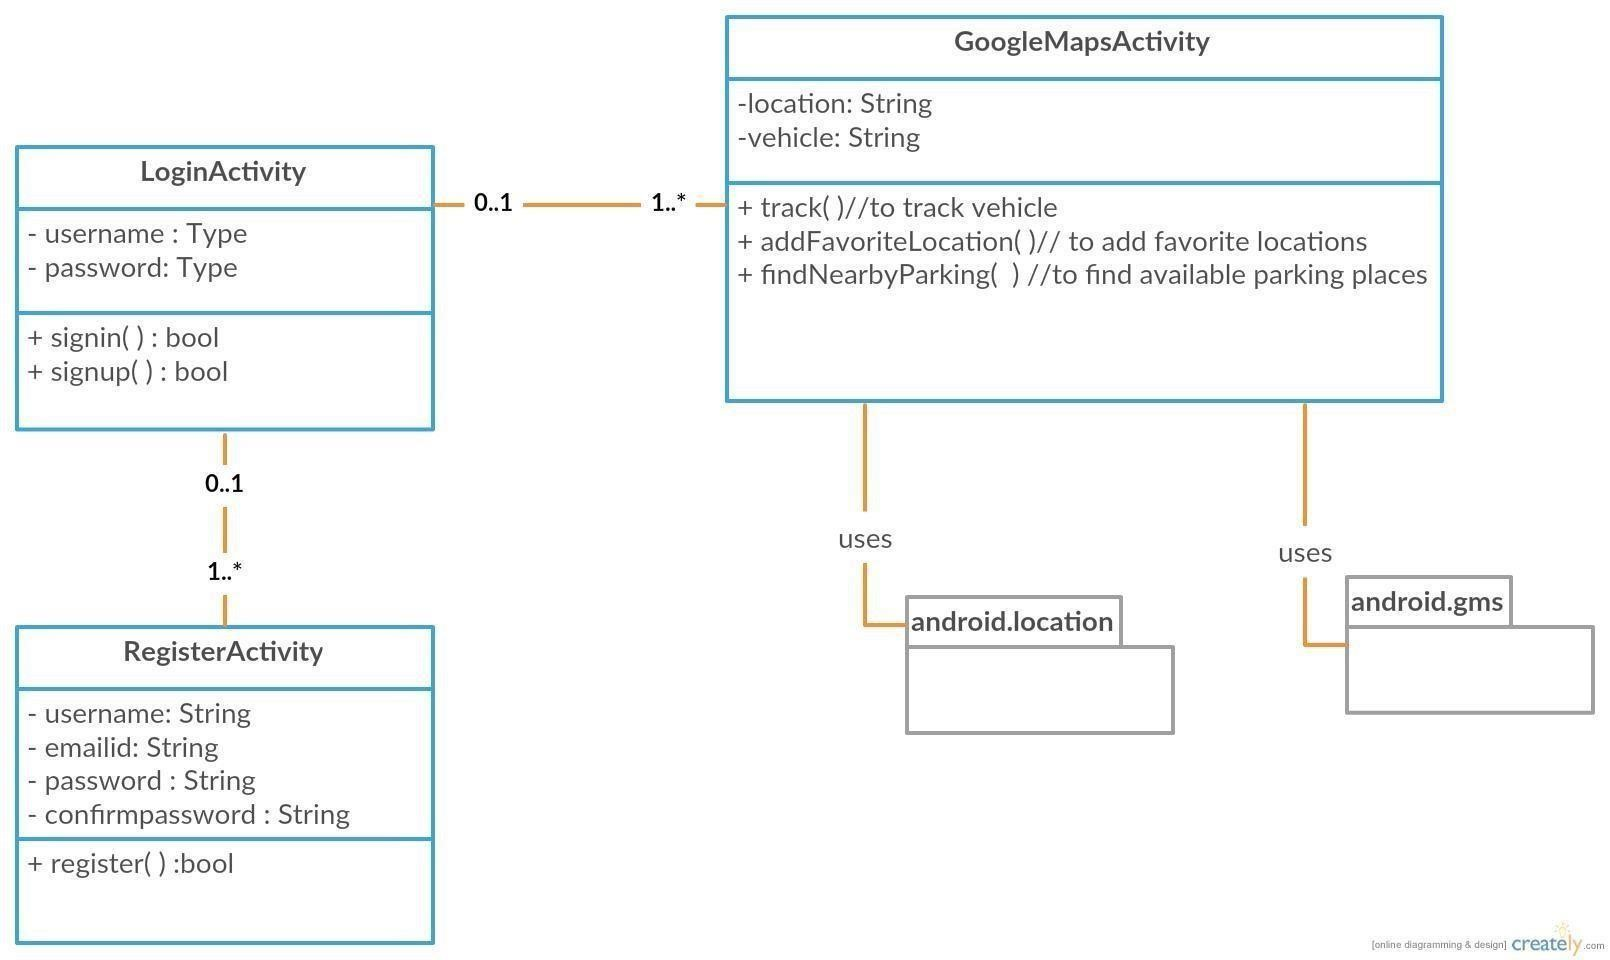 GoogleMapsActivity
-location: String
-vehicle: String
+ track( )//to track vehicle
+ addFavoriteLocation( )// to add favorite locations
+ findNearbyParking(  ) //to find available parking places
LoginActivity
- username : Type
- password: Type
+ signin( ) : bool
+ signup( ) : bool
0..1
1..*
0..1
1..*
RegisterActivity
- username: String
- emailid: String
- password : String
- confirmpassword : String
+ register( ) :bool
uses
android.location
uses
android.gms
[online diagramming & design] creately.com